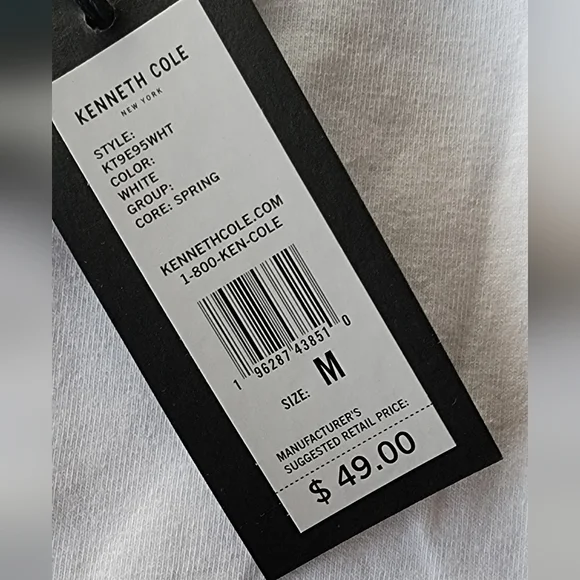 KENNETH COLE
NEW YORK
STYLE:
KT9E95WHT
COLOR:
WHITE
GROUP:
CORE: SPRING
KENNETHCOLE.COM
1-800-KEN-COLE
1 96287 43851 0
SIZE: M
MANUFACTURER'S
SUGGESTED RETAIL PRICE:
$ 49.00